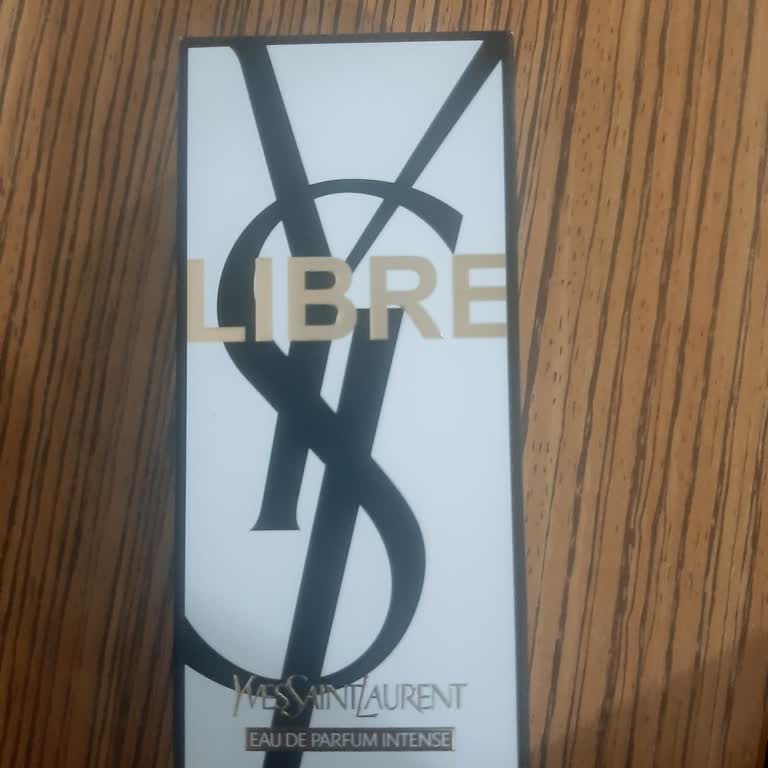 LIBRE
YVESSAINTLAURENT
EAU DE PARFUM INTENSE